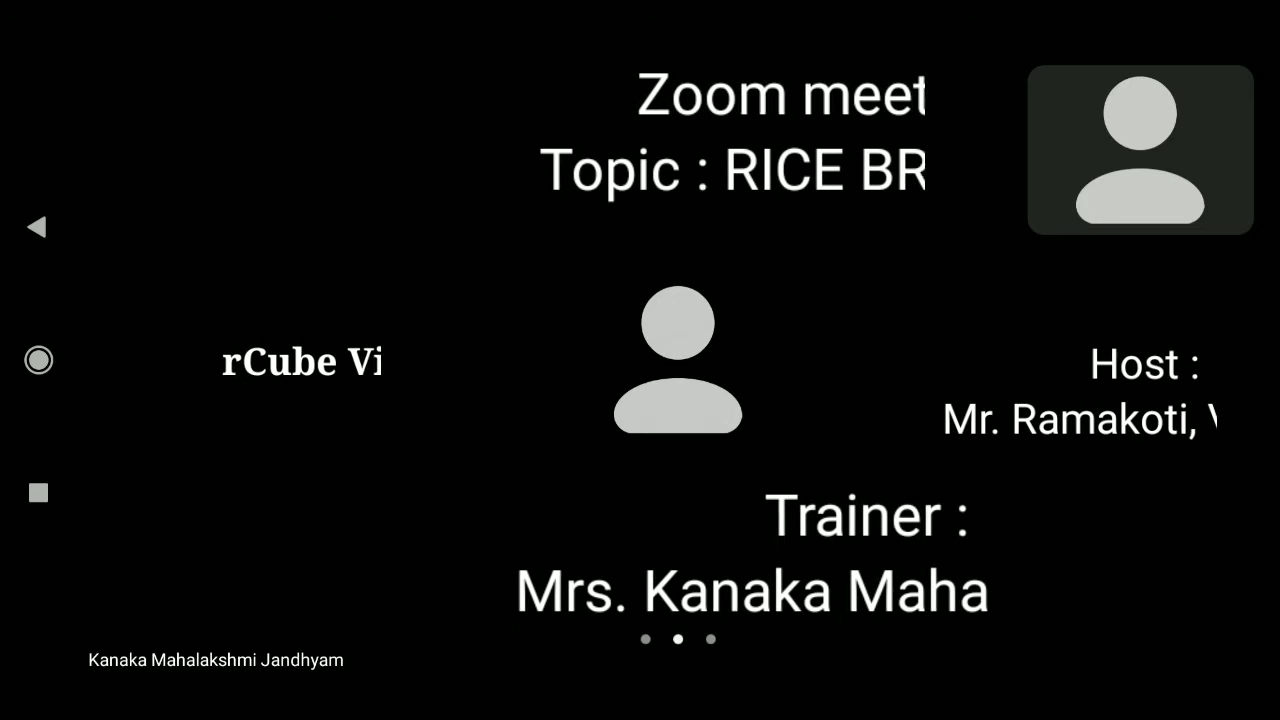 Zoom meet
Topic : RICE BR
rCube Vi
Host :
Mr. Ramakoti,
Trainer :
Mrs. Kanaka Maha
Kanaka Mahalakshmi Jandhyam